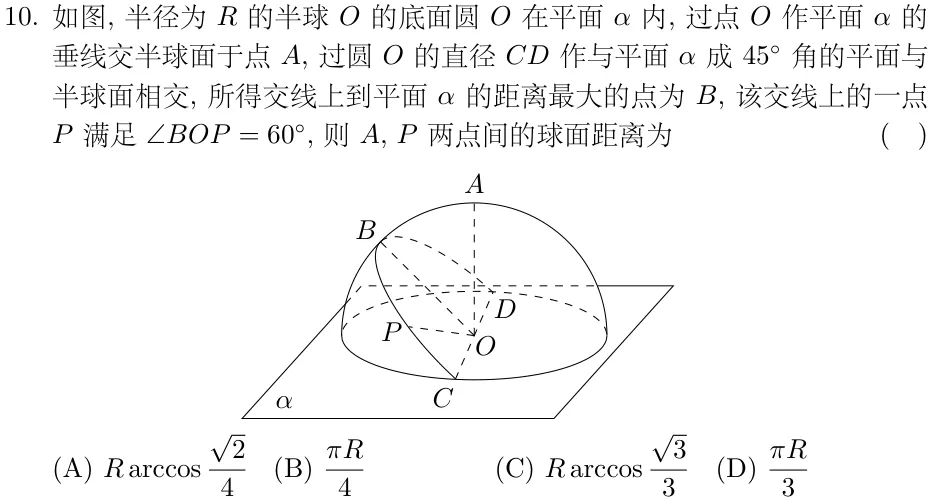 10. 如图, 半径为 R 的半球 O 的底面圆 O 在平面 α 内, 过点 O 作平面 α 的
垂线交半球面于点 A, 过圆 O 的直径 CD 作与平面 α 成 45° 角的平面与
半球面相交, 所得交线上到平面 α 的距离最大的点为 B, 该交线上的一点
P 满足 ∠BOP = 60°, 则 A, P 两点间的球面距离为 ( )
A
B
D
P
O
C
α
(A) R arccos √2/4 (B) πR/4 (C) R arccos √3/3 (D) πR/3